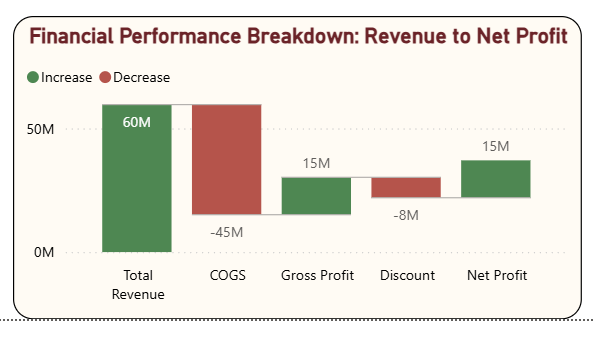 Financial Performance Breakdown: Revenue to Net Profit
Increase Decrease
50M
0M
60M
-45M
15M
-8M
15M
Total
Revenue
COGS
Gross Profit
Discount
Net Profit